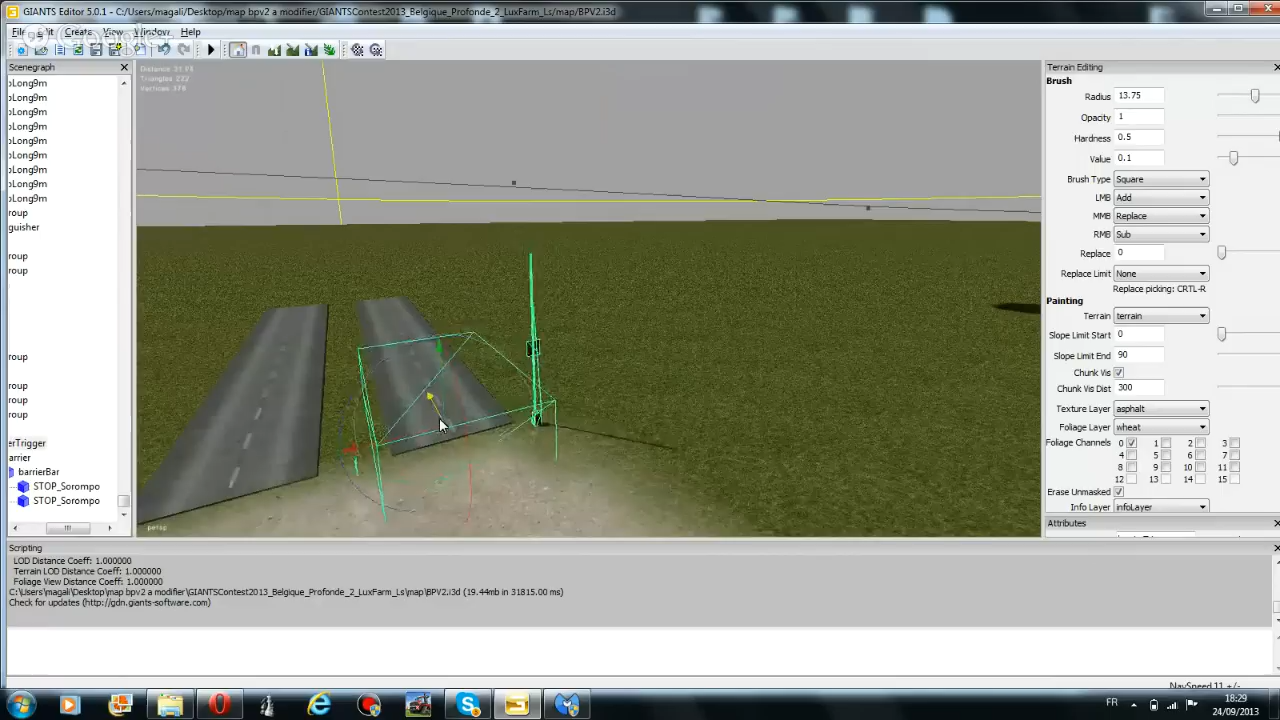 GIANTS Editor 5.0.1 - C:/Users/magali/Desktop/map bpv2 a modifier/GIANTSContest2013_Belgique_Profonde_2_LuxFarm_Ls/map/BPV2.i3d
Create View Window Help
Scenegraph
oLong9m
oLong9m
oLong9m
oLong9m
oLong9m
oLong9m
oLong9m
oLong9m
oLong9m
roup
guisher
roup
roup
roup
roup
roup
erTrigger
arrier
barrierBar
STOP_Sorompo
STOP_Sorompo
Triangles 222
Vertices 378
persp
Terrain Editing
Brush
Radius 13.75
Opacity 1
Hardness 0.5
Value 0.1
Brush Type Square
LMB Add
MMB Replace
RMB Sub
Replace 0
Replace Limit None
Replace picking: CRTL-R
Painting
Terrain terrain
Slope Limit Start 0
Slope Limit End 90
Chunk Vis
Chunk Vis Dist 300
Texture Layer asphalt
Foliage Layer wheat
Foliage Channels 0 1 2 3
4 5 6 7
8 9 10 11
12 13 14 15
Erase Unmasked
Info Layer infoLayer
Attributes
Scripting
LOD Distance Coeff: 1.000000
Terrain LOD Distance Coeff: 1.000000
Foliage View Distance Coeff: 1.000000
C:\Users\magali\Desktop\map bpv2 a modifier\GIANTSContest2013_Belgique_Profonde_2_LuxFarm_Ls\map\BPV2.i3d (19.44mb in 31815.00 ms)
Check for updates (http://gdn.giants-software.com)
NavSpeed 11 +/-
FR
18:29
24/09/2013